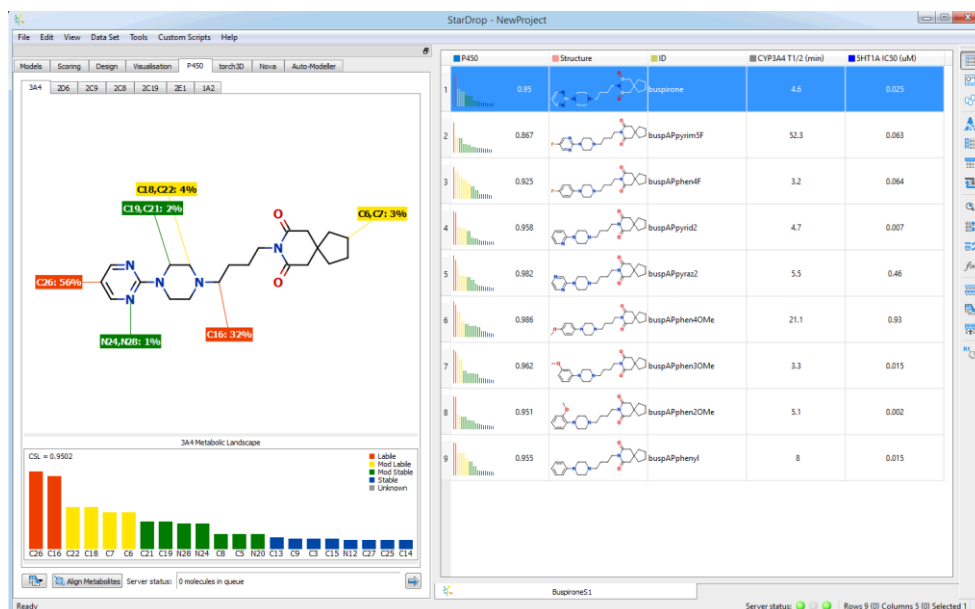 StarDrop - NewProject
File Edit View Data Set Tools Custom Scripts Help
Models Scoring Design Visualisation P450 torch3D Nova Auto-Modeller
3A4 2D6 2C9 2C8 2C19 2E1 1A2
C18,C22: 4%
C19,C21: 2%
C6,C7: 3%
O
N
N
N
N
N
O
C26: 56%
N24,N28: 1%
C16: 32%
3A4 Metabolic Landscape
CSL = 0.9502
Labile
Mod Labile
Mod Stable
Stable
Unknown
C26 C16 C22 C18 C7 C6 C21 C19 N28 N24 C8 C5 N20 C13 C9 C3 C15 N12 C27 C25 C14
Align Metabolites Server status: 0 molecules in queue
P450 Structure ID CYP3A4 T1/2 (min) 5HT1A IC50 (uM)
1 0.95 buspirone 4.6 0.025
2 0.867 buspAPpyrim5F 52.3 0.063
3 0.925 buspAPphen4F 3.2 0.064
4 0.958 buspAPpyrid2 4.7 0.007
5 0.982 buspAPpyraz2 5.5 0.46
6 0.986 buspAPphen4OMe 21.1 0.93
7 0.962 buspAPphen3OMe 3.3 0.015
8 0.951 buspAPphen2OMe 5.1 0.002
9 0.955 buspAPphenyl 8 0.015
BuspironeS1
Ready
Server status: Rows 9 (0) Columns 5 (0) Selected 1